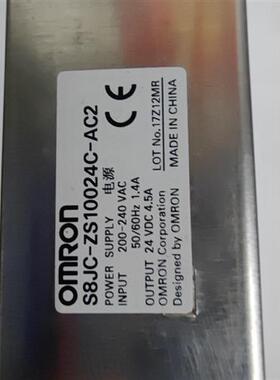 OMRON
S8JC-ZS10024C-AC2
POWER SUPPLY 电源
INPUT 200-240 VAC
50/60Hz 1.4A
OUTPUT 24 VDC 4.5A
OMRON Corporation
Designed by OMRON
CE
LOT No.17Z12MR
MADE IN CHINA